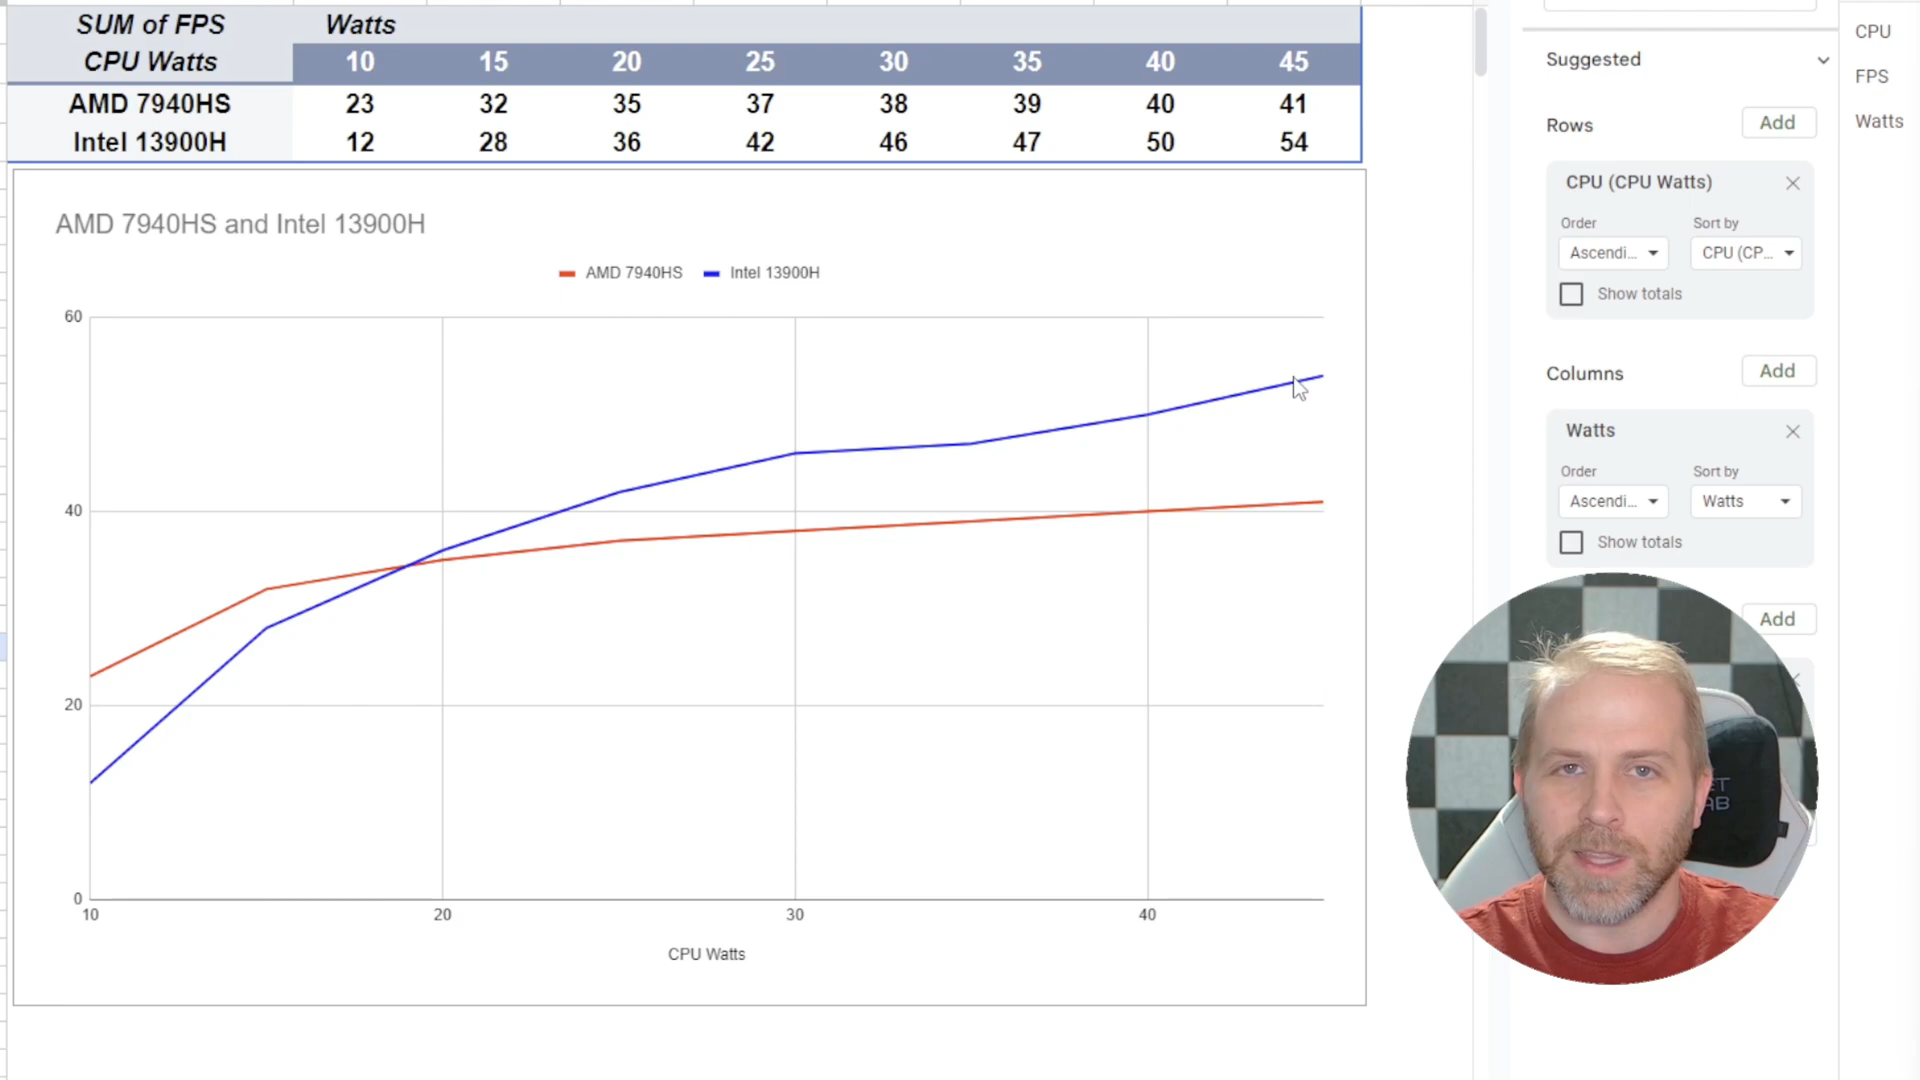 SUM of FPS Watts
CPU Watts 10 15 20 25 30 35 40 45
AMD 7940HS 23 32 35 37 38 39 40 41
Intel 13900H 12 28 36 42 46 47 50 54
AMD 7940HS and Intel 13900H
AMD 7940HS Intel 13900H
60
40
20
0
10 20 30 40
CPU Watts
Suggested
Rows Add
CPU (CPU Watts)
Order Sort by
Ascendi... CPU (CP...
Show totals
Columns Add
Watts
Order Sort by
Ascendi... Watts
Show totals
Add
CPU
FPS
Watts